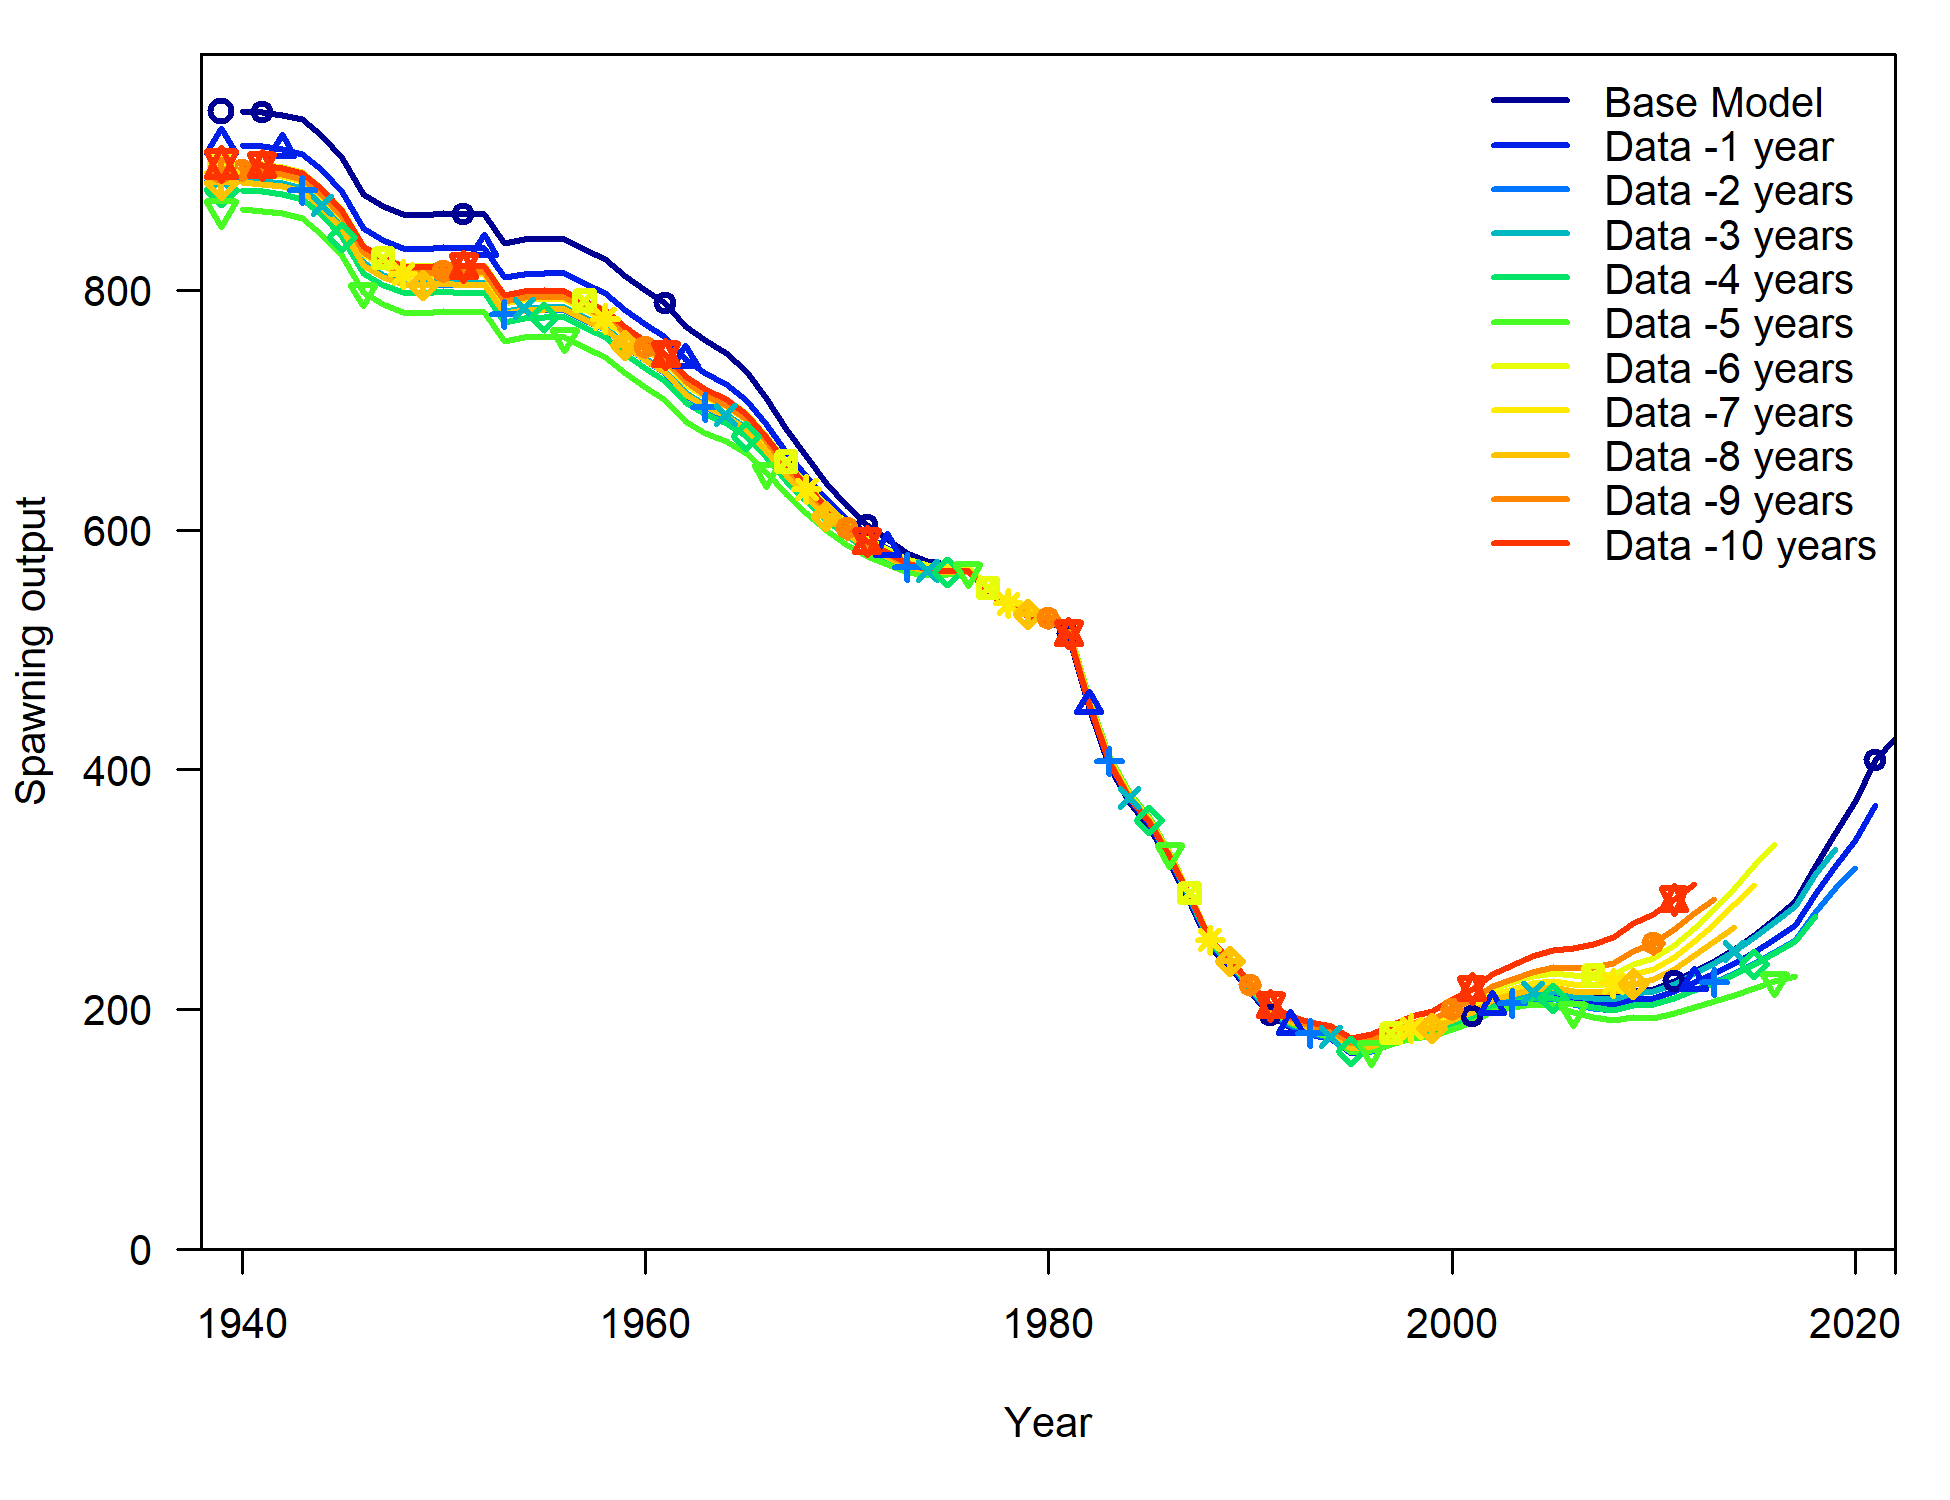 Base Model
Data -1 year
Data -2 years
Data -3 years
Data -4 years
Data -5 years
Data -6 years
Data -7 years
Data -8 years
Data -9 years
Data -10 years
Spawning output
800
600
400
200
0
1940 1960 1980 2000 2020
Year